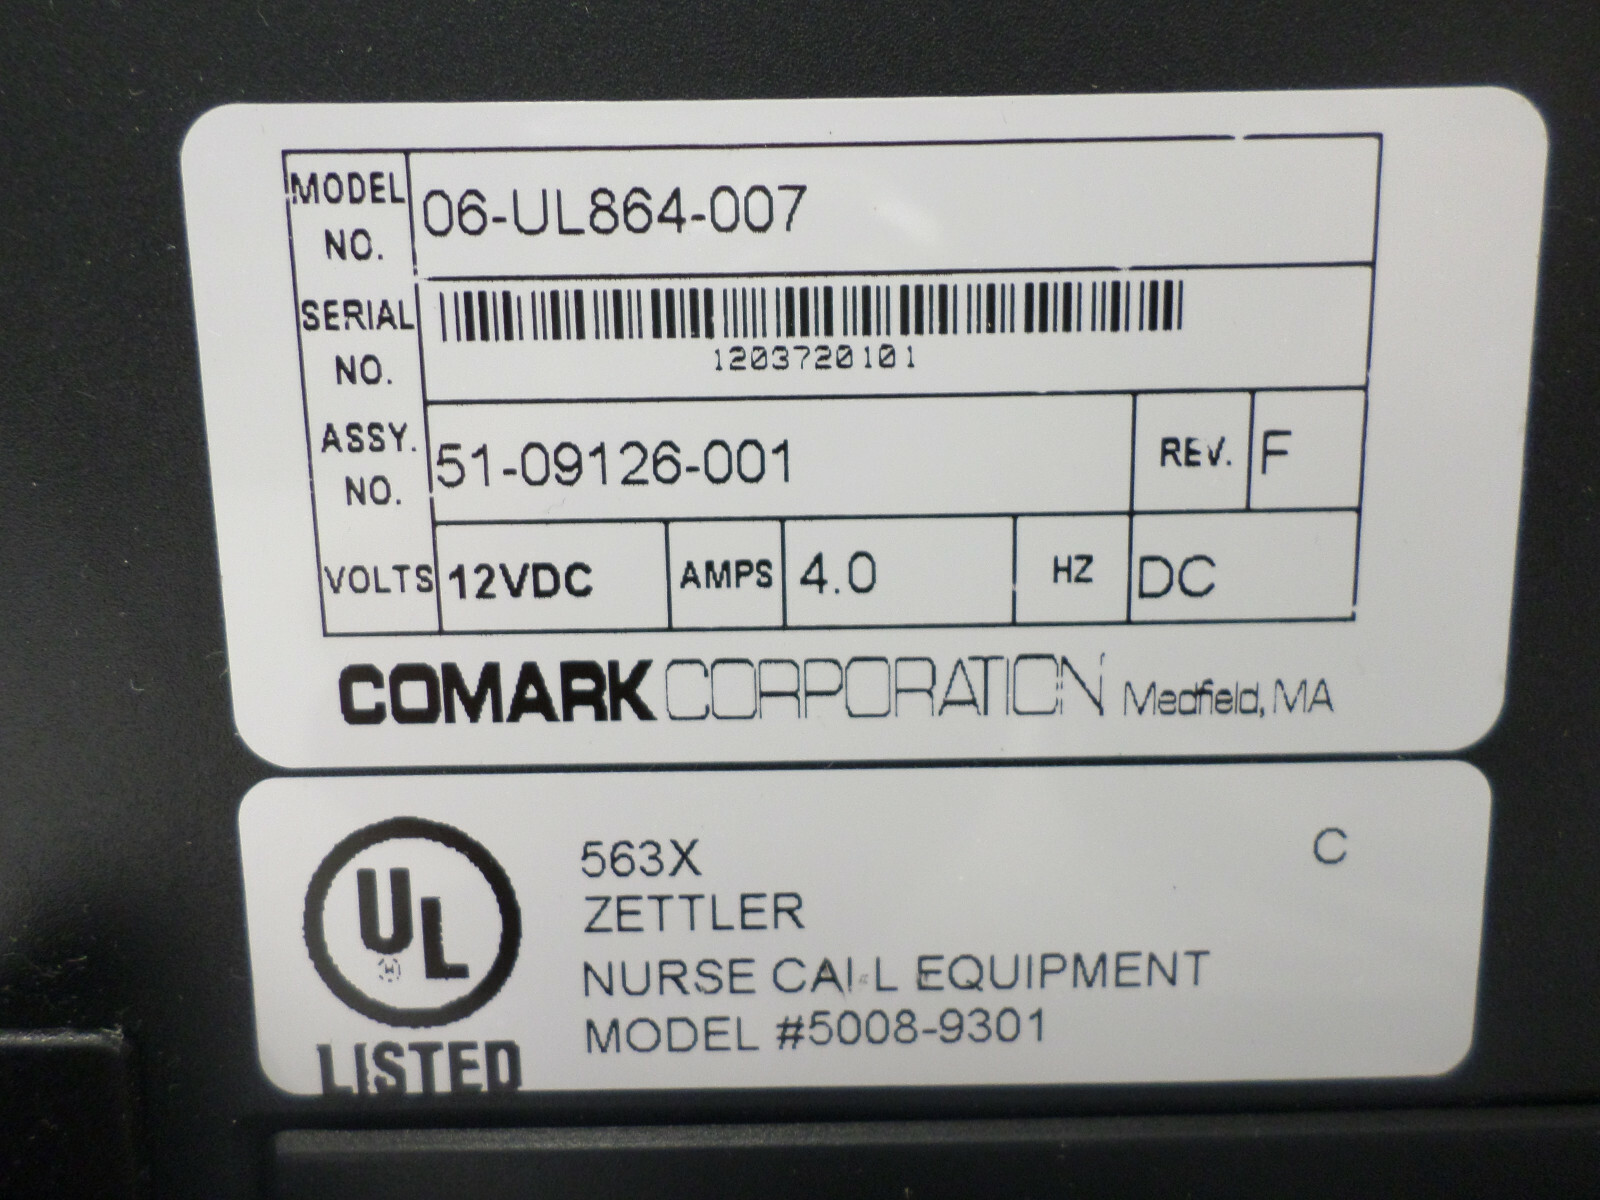 MODEL NO. 06-UL864-007
SERIAL NO. 1203720101
ASSY. NO. 51-09126-001 REV. F
VOLTS 12VDC AMPS 4.0 HZ DC
COMARK CORPORATION Medfield, MA
UL LISTED
563X C
ZETTLER
NURSE CALL EQUIPMENT
MODEL #5008-9301